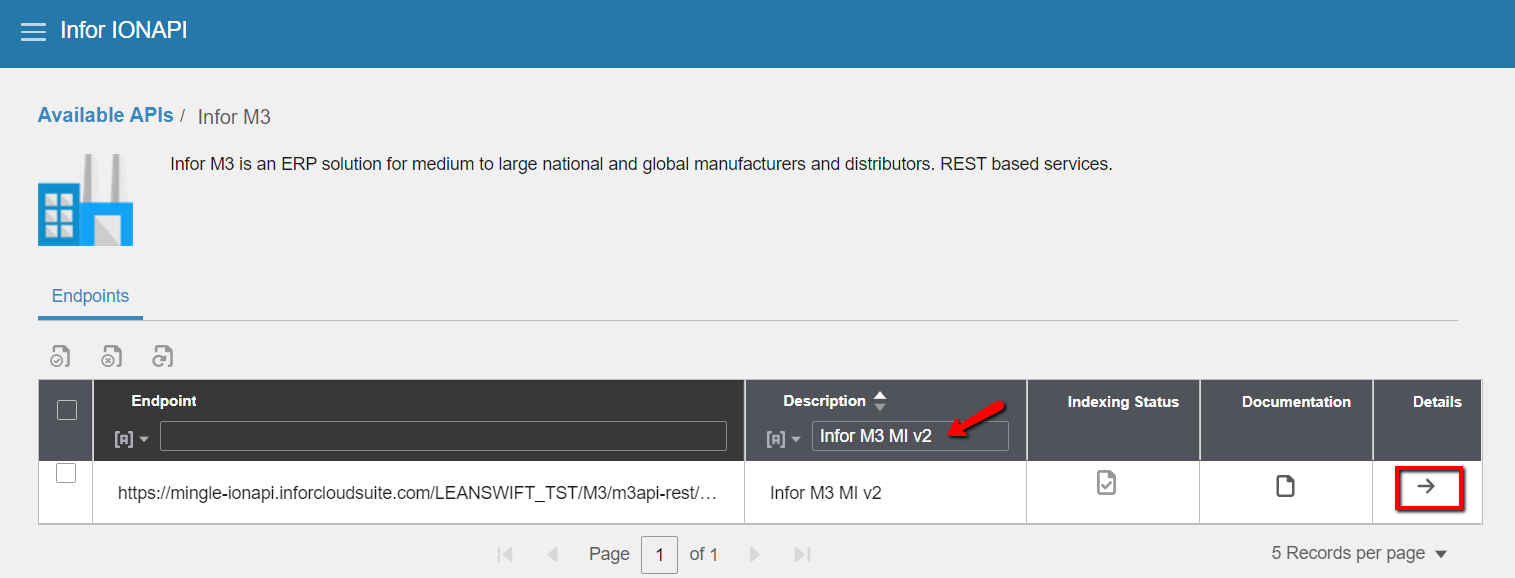 Infor IONAPI
Available APIs / Infor M3
Infor M3 is an ERP solution for medium to large national and global manufacturers and distributors. REST based services.
Endpoints
Endpoint Description Indexing Status Documentation Details
[A] [A] Infor M3 MI v2
https://mingle-ionapi.inforcloudsuite.com/LEANSWIFT_TST/M3/m3api-rest/… Infor M3 MI v2
Page 1 of 1 5 Records per page